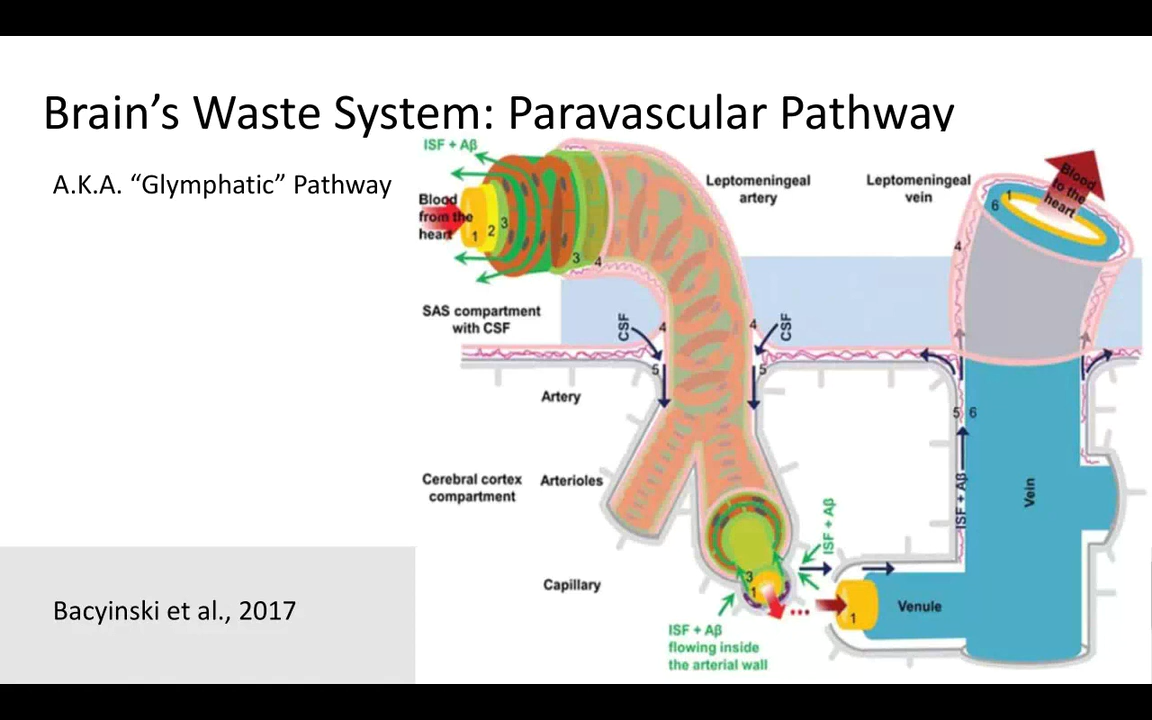 Brain's Waste System: Paravascular Pathway
A.K.A. "Glymphatic" Pathway
ISF + Aβ
Blood
from the
heart
1
2
3
3
4
Leptomeningeal
artery
Leptomeningeal
vein
Blood
to the
heart
6
1
4
SAS compartment
with CSF
CSF
4
4
CSF
5
5
Artery
5
6
Cerebral cortex
compartment
Arterioles
ISF + Aβ
ISF + Aβ
Vein
Capillary
3
1
1
Venule
ISF + Aβ
flowing inside
the arterial wall
Bacyinski et al., 2017